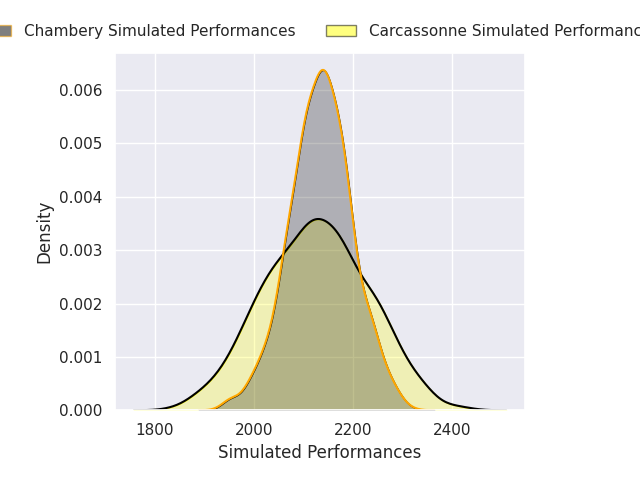 Chambery Simulated Performances
Carcassonne Simulated
0.006
0.005
0.004
0.003
0.002
0.001
0.000
Density
1800 2000 2200 2400
Simulated Performances